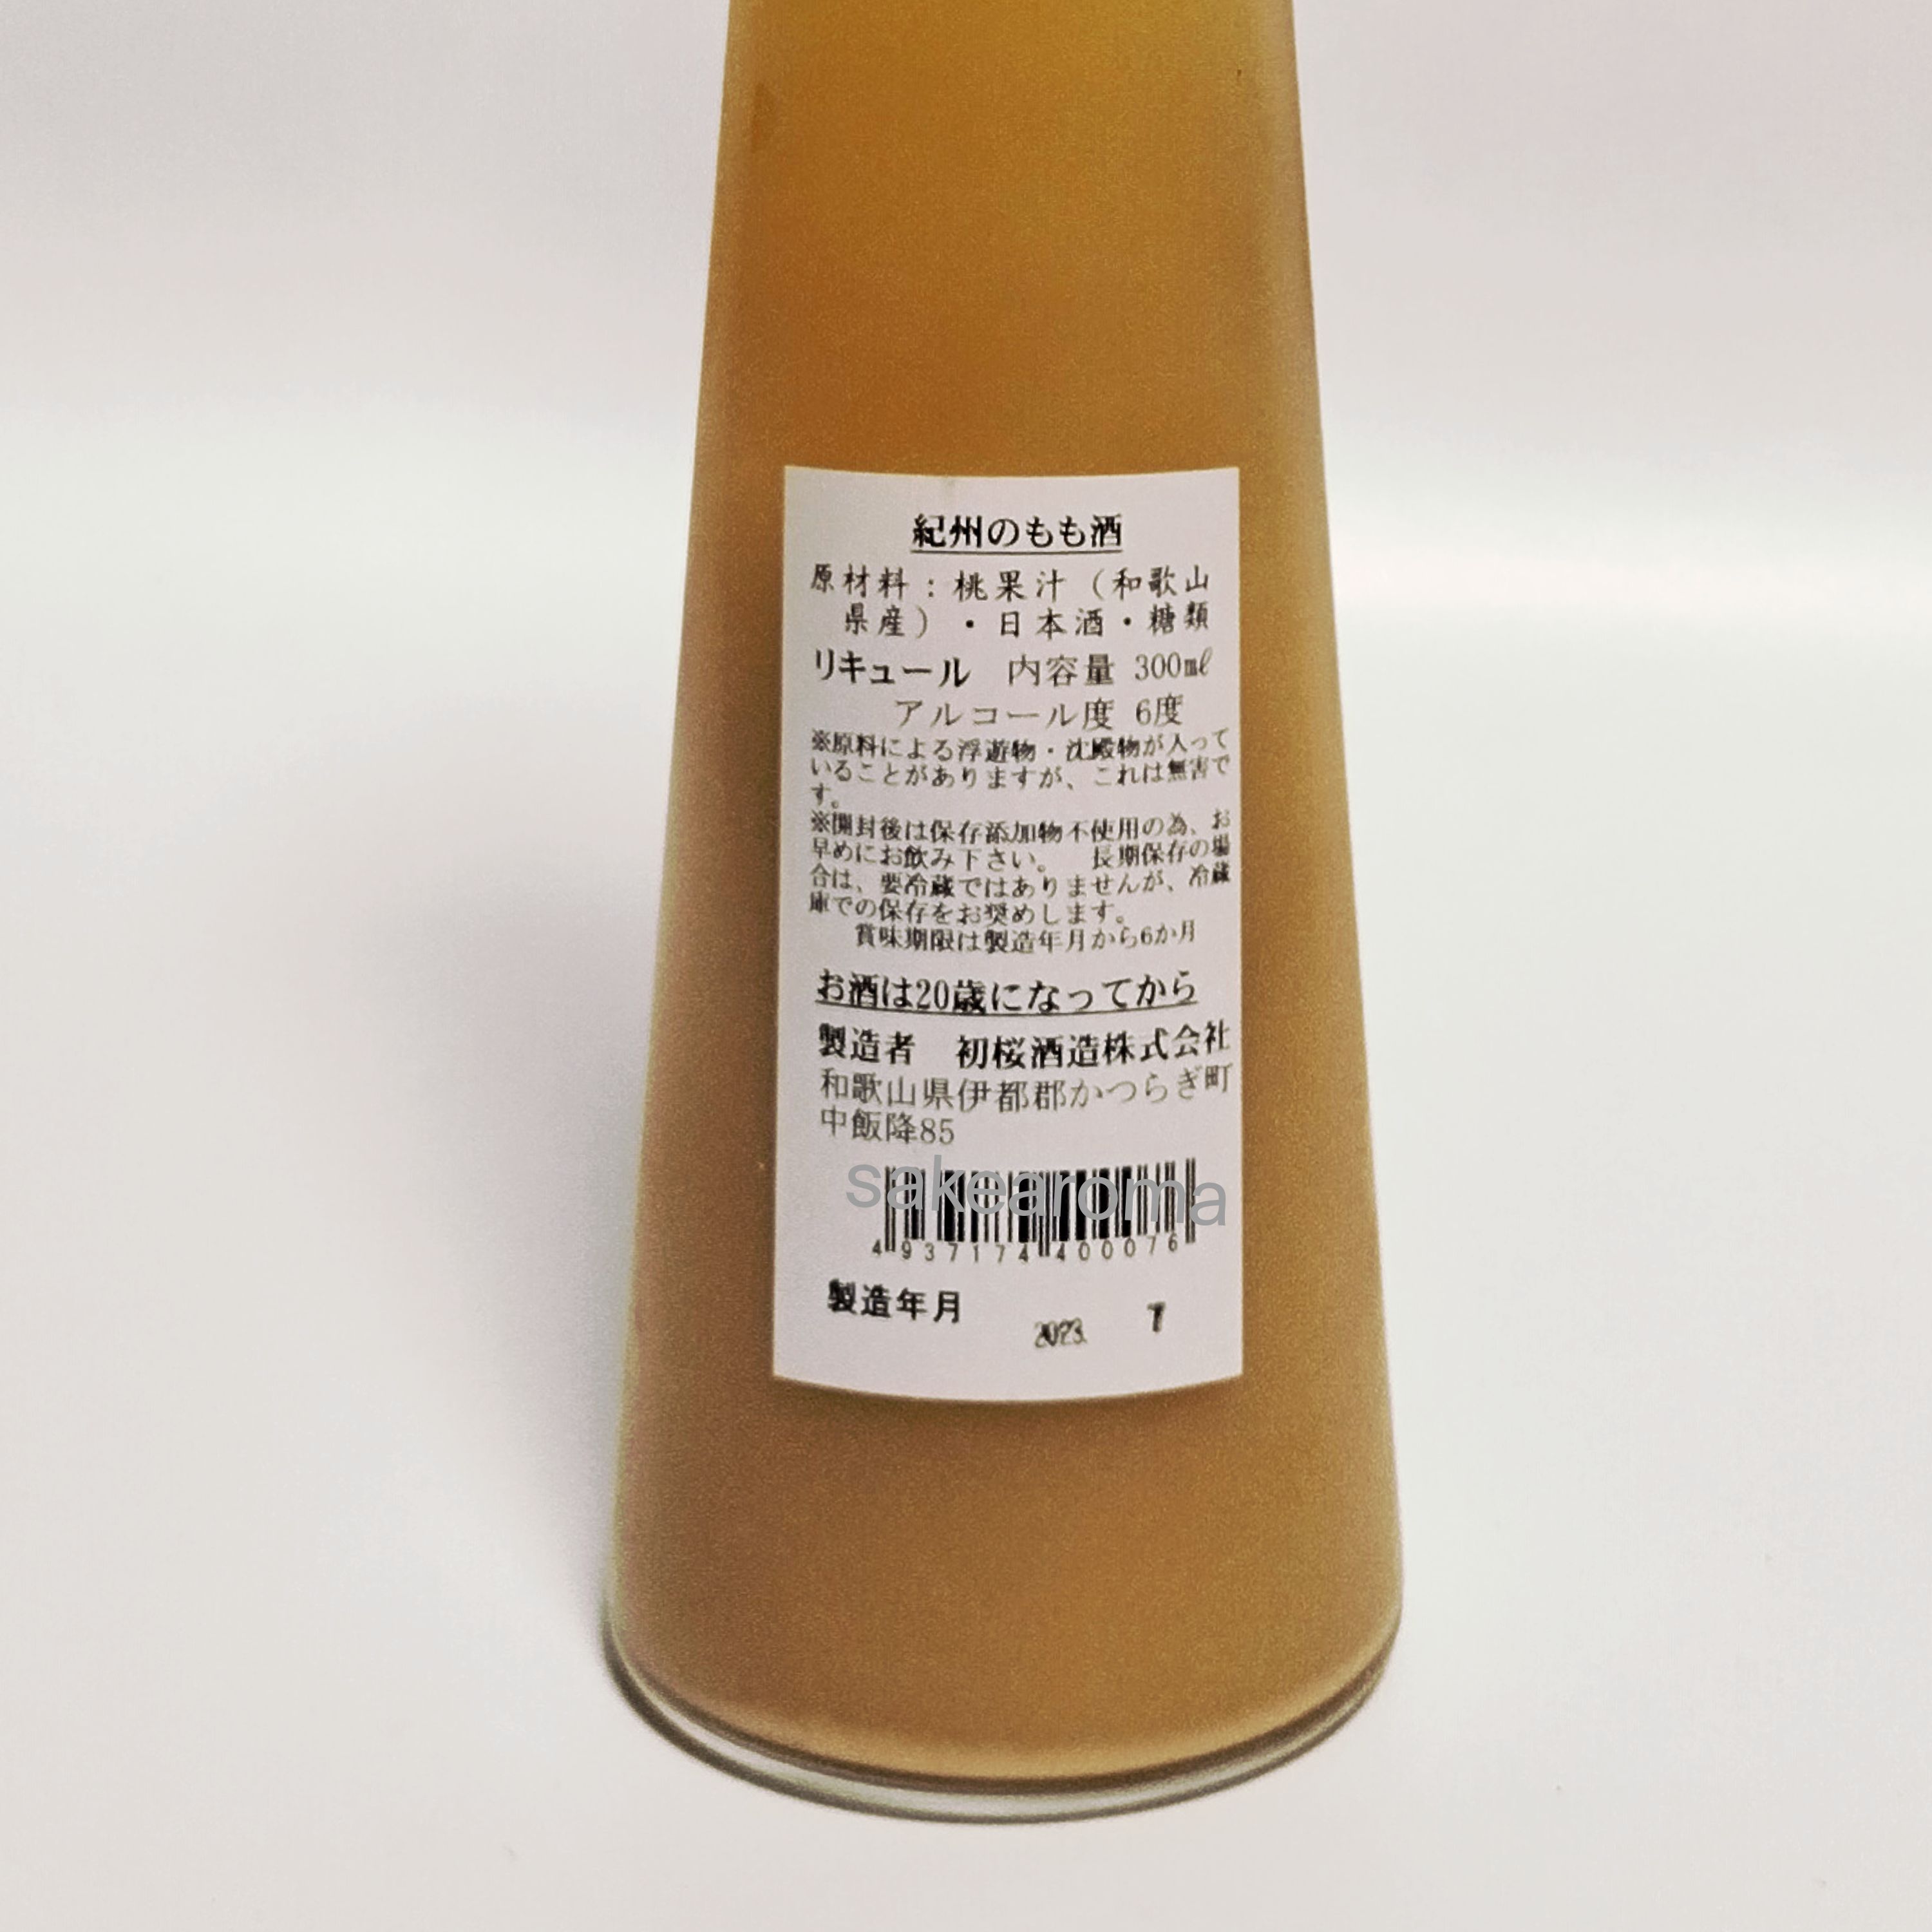 紀州のもも酒
原材料：桃果汁（和歌山
県産）・日本酒・糖類
リキュール　内容量 300㎖
アルコール度 6度
※原料による浮遊物・沈殿物が入って
いることがありますが、これは無害で
す。
※開封後は保存添加物不使用の為、お
早めにお飲み下さい。　長期保存の場
合は、要冷蔵ではありませんが、冷蔵
庫での保存をお奨めします。
賞味期限は製造年月から6か月
お酒は20歳になってから
製造者　初桜酒造株式会社
和歌山県伊都郡かつらぎ町
中飯降85
sakearoma
4937174400076
製造年月 2023. 7